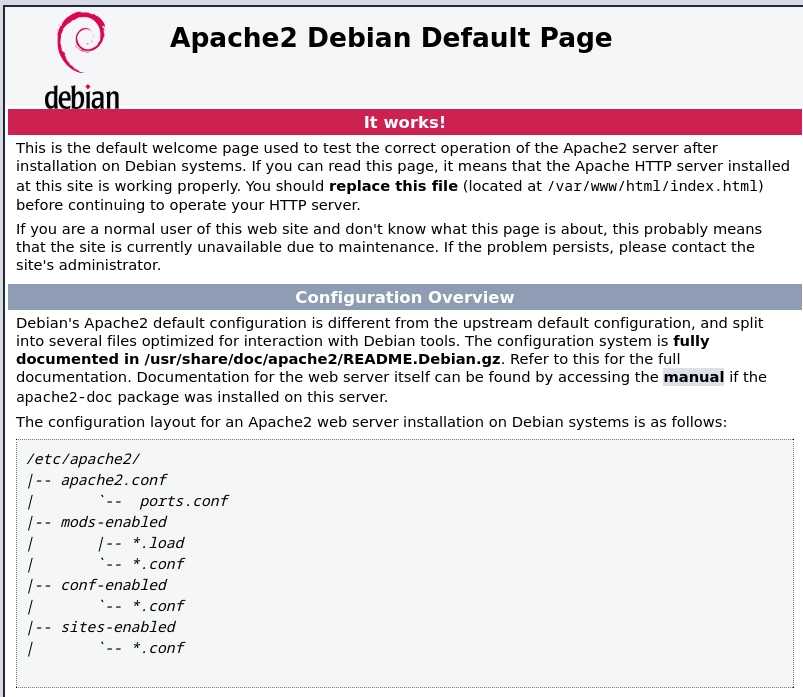 debian
Apache2 Debian Default Page
It works!
This is the default welcome page used to test the correct operation of the Apache2 server after
installation on Debian systems. If you can read this page, it means that the Apache HTTP server installed
at this site is working properly. You should replace this file (located at /var/www/html/index.html)
before continuing to operate your HTTP server.
If you are a normal user of this web site and don't know what this page is about, this probably means
that the site is currently unavailable due to maintenance. If the problem persists, please contact the
site's administrator.
Configuration Overview
Debian's Apache2 default configuration is different from the upstream default configuration, and split
into several files optimized for interaction with Debian tools. The configuration system is fully
documented in /usr/share/doc/apache2/README.Debian.gz. Refer to this for the full
documentation. Documentation for the web server itself can be found by accessing the manual if the
apache2-doc package was installed on this server.
The configuration layout for an Apache2 web server installation on Debian systems is as follows:
/etc/apache2/
|-- apache2.conf
|       `--  ports.conf
|-- mods-enabled
|       |-- *.load
|       `-- *.conf
|-- conf-enabled
|       `-- *.conf
|-- sites-enabled
|       `-- *.conf